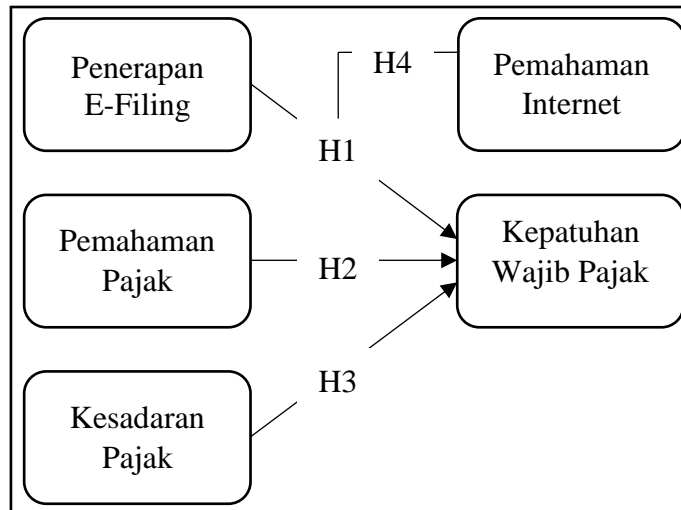 Penerapan
E-Filing
H4
Pemahaman
Internet
H1
Pemahaman
Pajak
H2
Kepatuhan
Wajib Pajak
H3
Kesadaran
Pajak